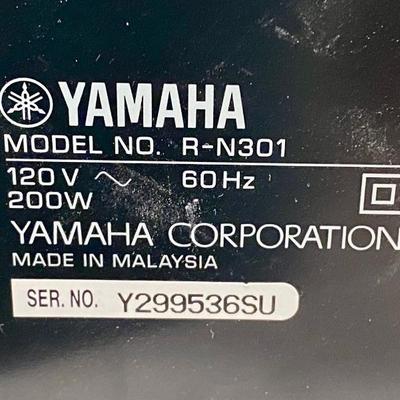 YAMAHA
MODEL NO. R-N301
120 V ~ 60 Hz
200W
YAMAHA CORPORATION
MADE IN MALAYSIA
SER. NO. Y299536SU